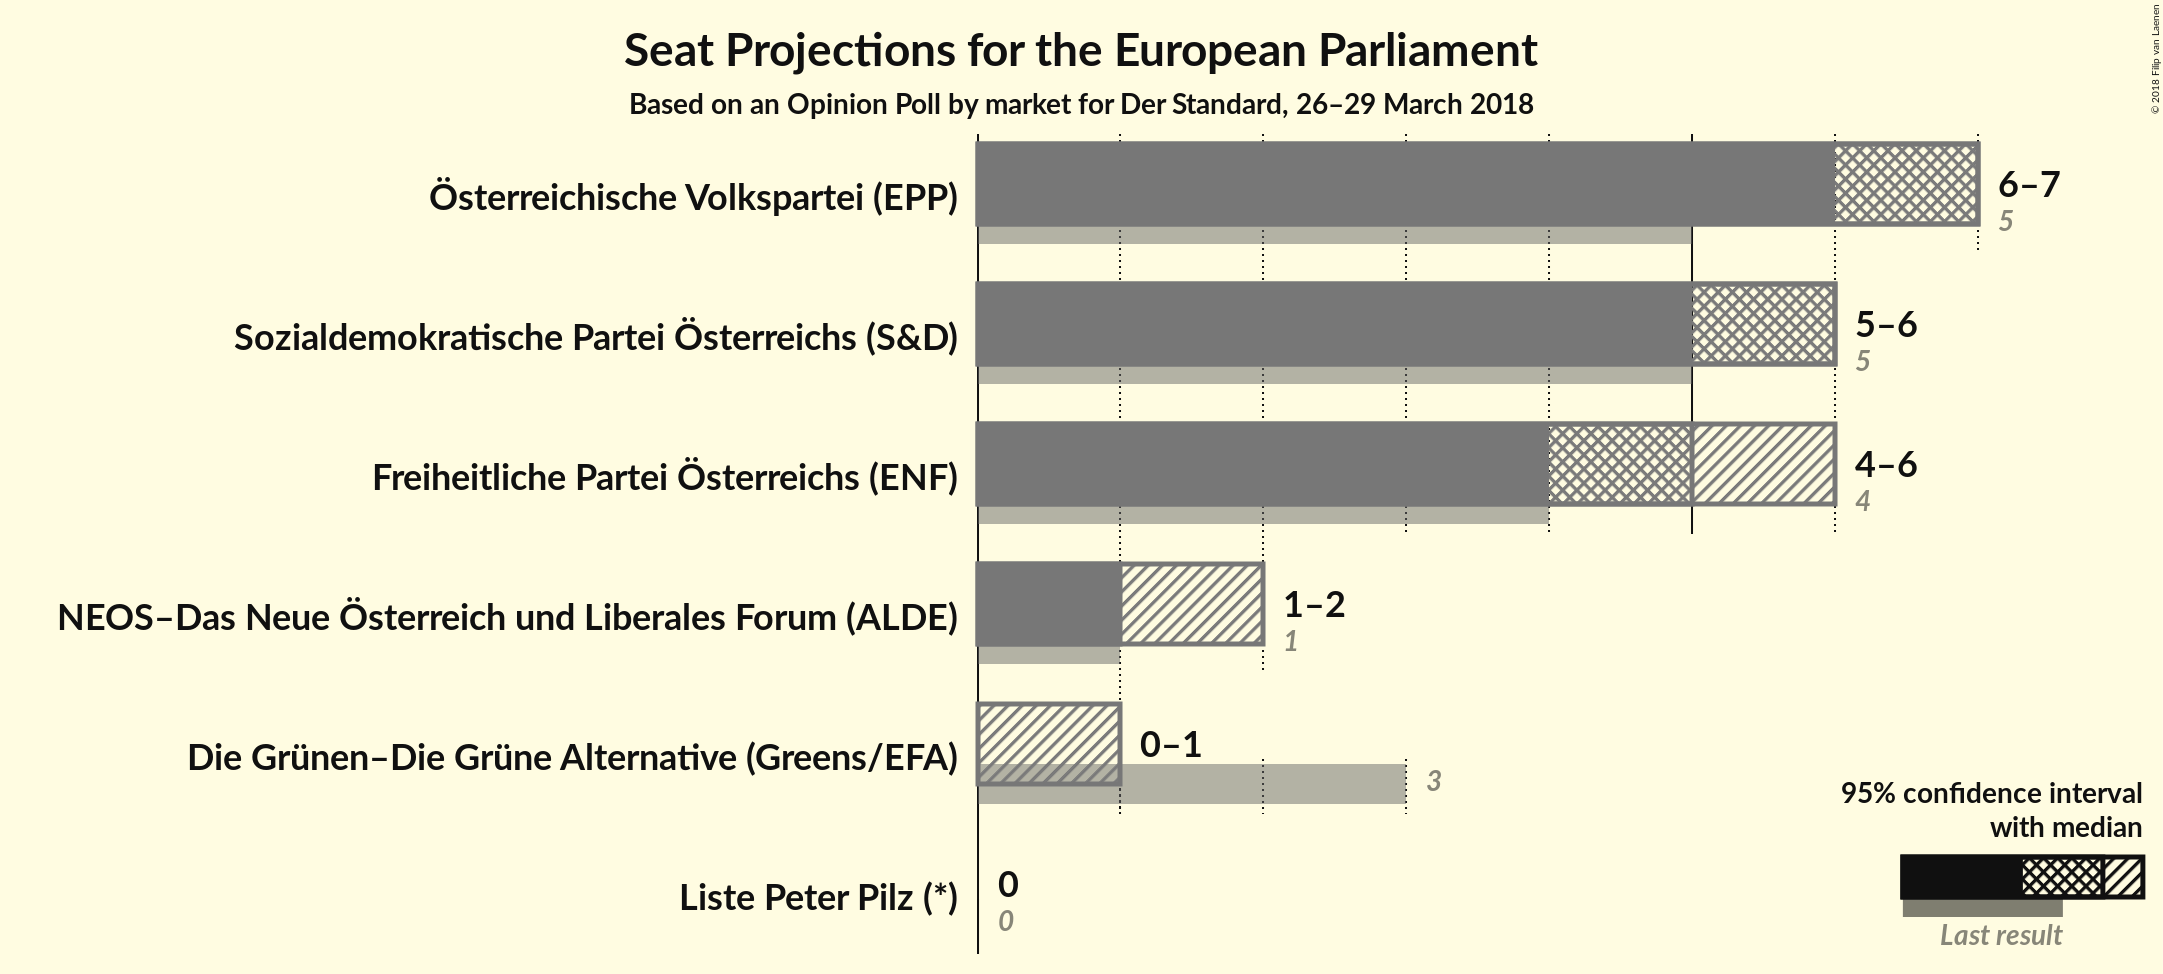 Seat Projections for the European Parliament
Based on an Opinion Poll by market for Der Standard, 26–29 March 2018
© 2018 Filip van Laenen
Österreichische Volkspartei (EPP)
6–7
5
Sozialdemokratische Partei Österreichs (S&D)
5–6
5
Freiheitliche Partei Österreichs (ENF)
4–6
4
NEOS–Das Neue Österreich und Liberales Forum (ALDE)
1–2
1
Die Grünen–Die Grüne Alternative (Greens/EFA)
0–1
3
Liste Peter Pilz (*)
0
0
95% confidence interval
with median
Last result